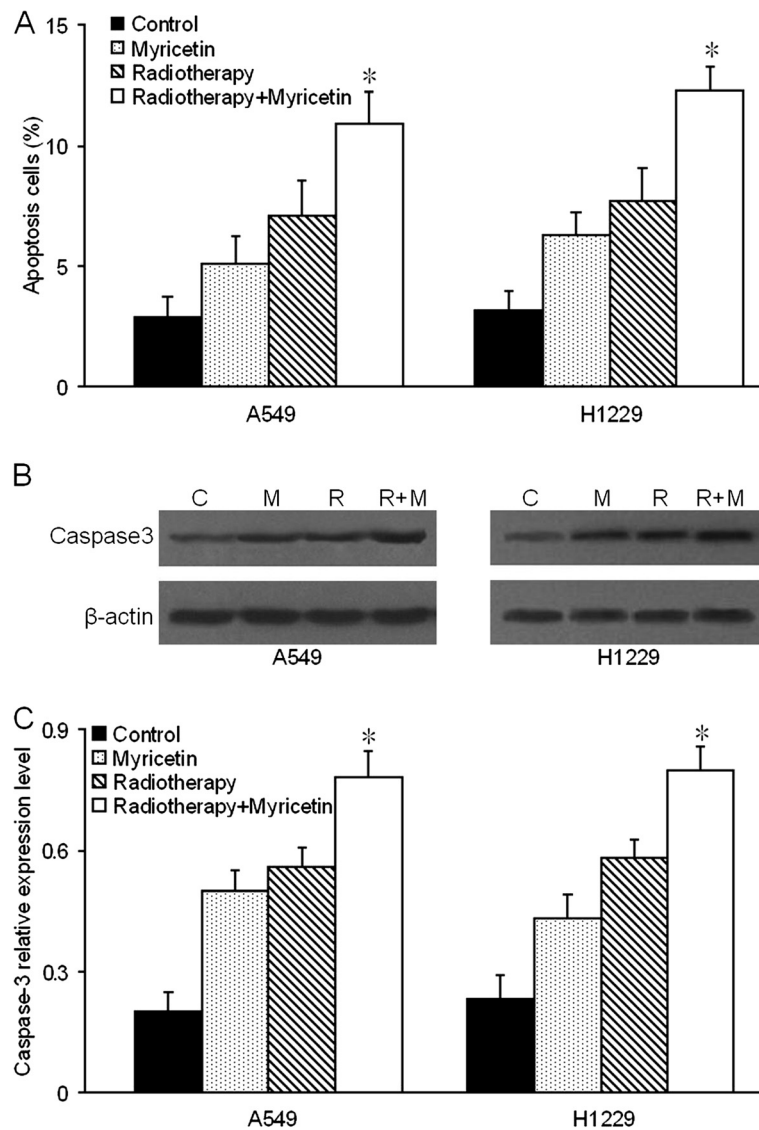 A
Control
Myricetin
Radiotherapy
Radiotherapy+Myricetin
*
*
15
10
5
0
Apoptosis cells (%)
A549
H1229
B
C M R R+M
C M R R+M
Caspase3
β-actin
A549
H1229
C
Control
Myricetin
Radiotherapy
Radiotherapy+Myricetin
*
*
0.9
0.6
0.3
0
Caspase-3 relative expression level
A549
H1229